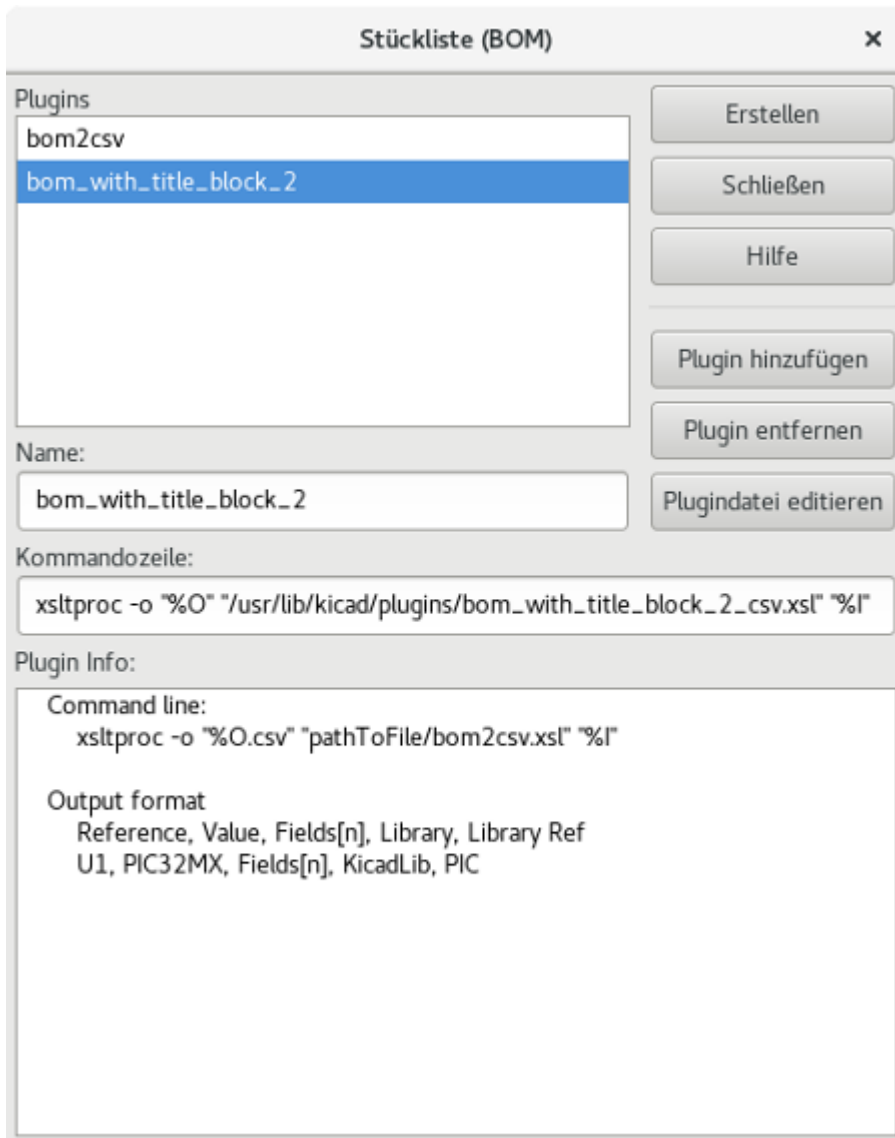 Stückliste (BOM)
Plugins
bom2csv
bom_with_title_block_2
Erstellen
Schließen
Hilfe
Plugin hinzufügen
Plugin entfernen
Plugindatei editieren
Name:
bom_with_title_block_2
Kommandozeile:
xsltproc -o "%O" "/usr/lib/kicad/plugins/bom_with_title_block_2_csv.xsl" "%I"
Plugin Info:
Command line:
xsltproc -o "%O.csv" "pathToFile/bom2csv.xsl" "%I"
Output format
Reference, Value, Fields[n], Library, Library Ref
U1, PIC32MX, Fields[n], KicadLib, PIC